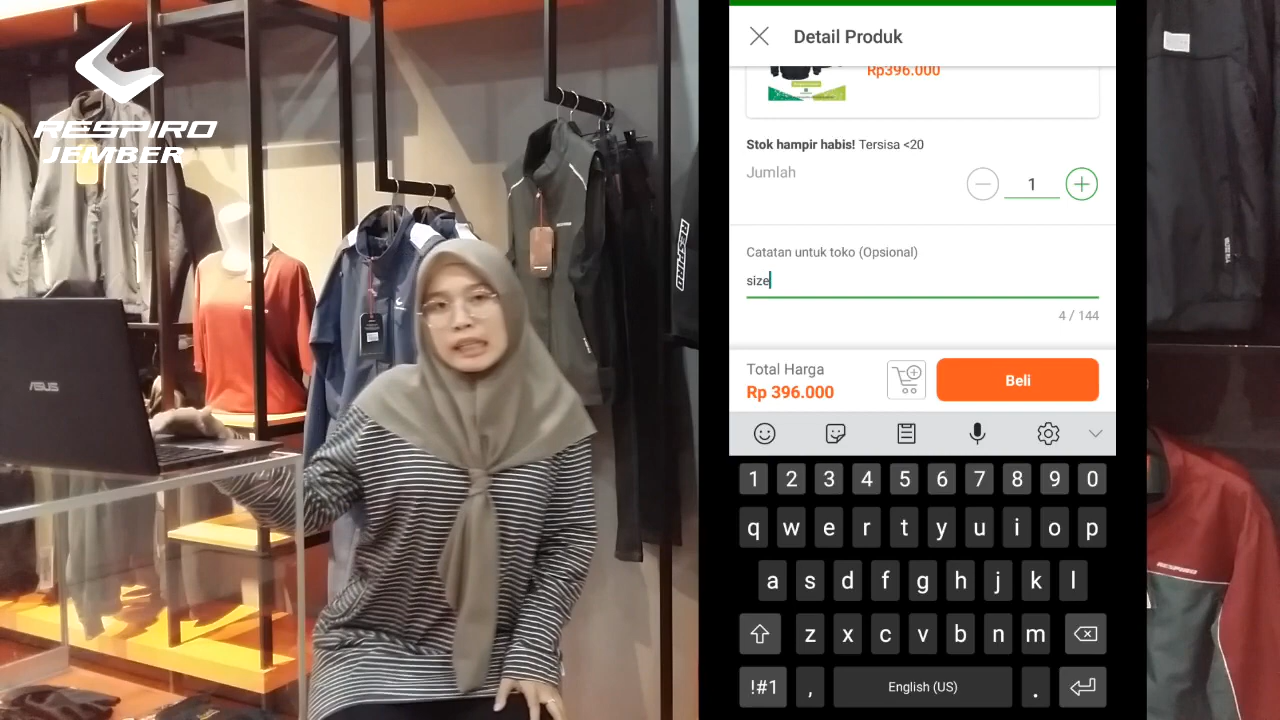 RESPIRO
JEMBER
ASUS
RESPIRO
Detail Produk
Rp396.000
Stok hampir habis! Tersisa <20
Jumlah
1
Catatan untuk toko (Opsional)
size
4 / 144
Total Harga
Rp 396.000
Beli
1 2 3 4 5 6 7 8 9 0
q w e r t y u i o p
a s d f g h j k l
z x c v b n m
!#1 , English (US) .
RESPIRO